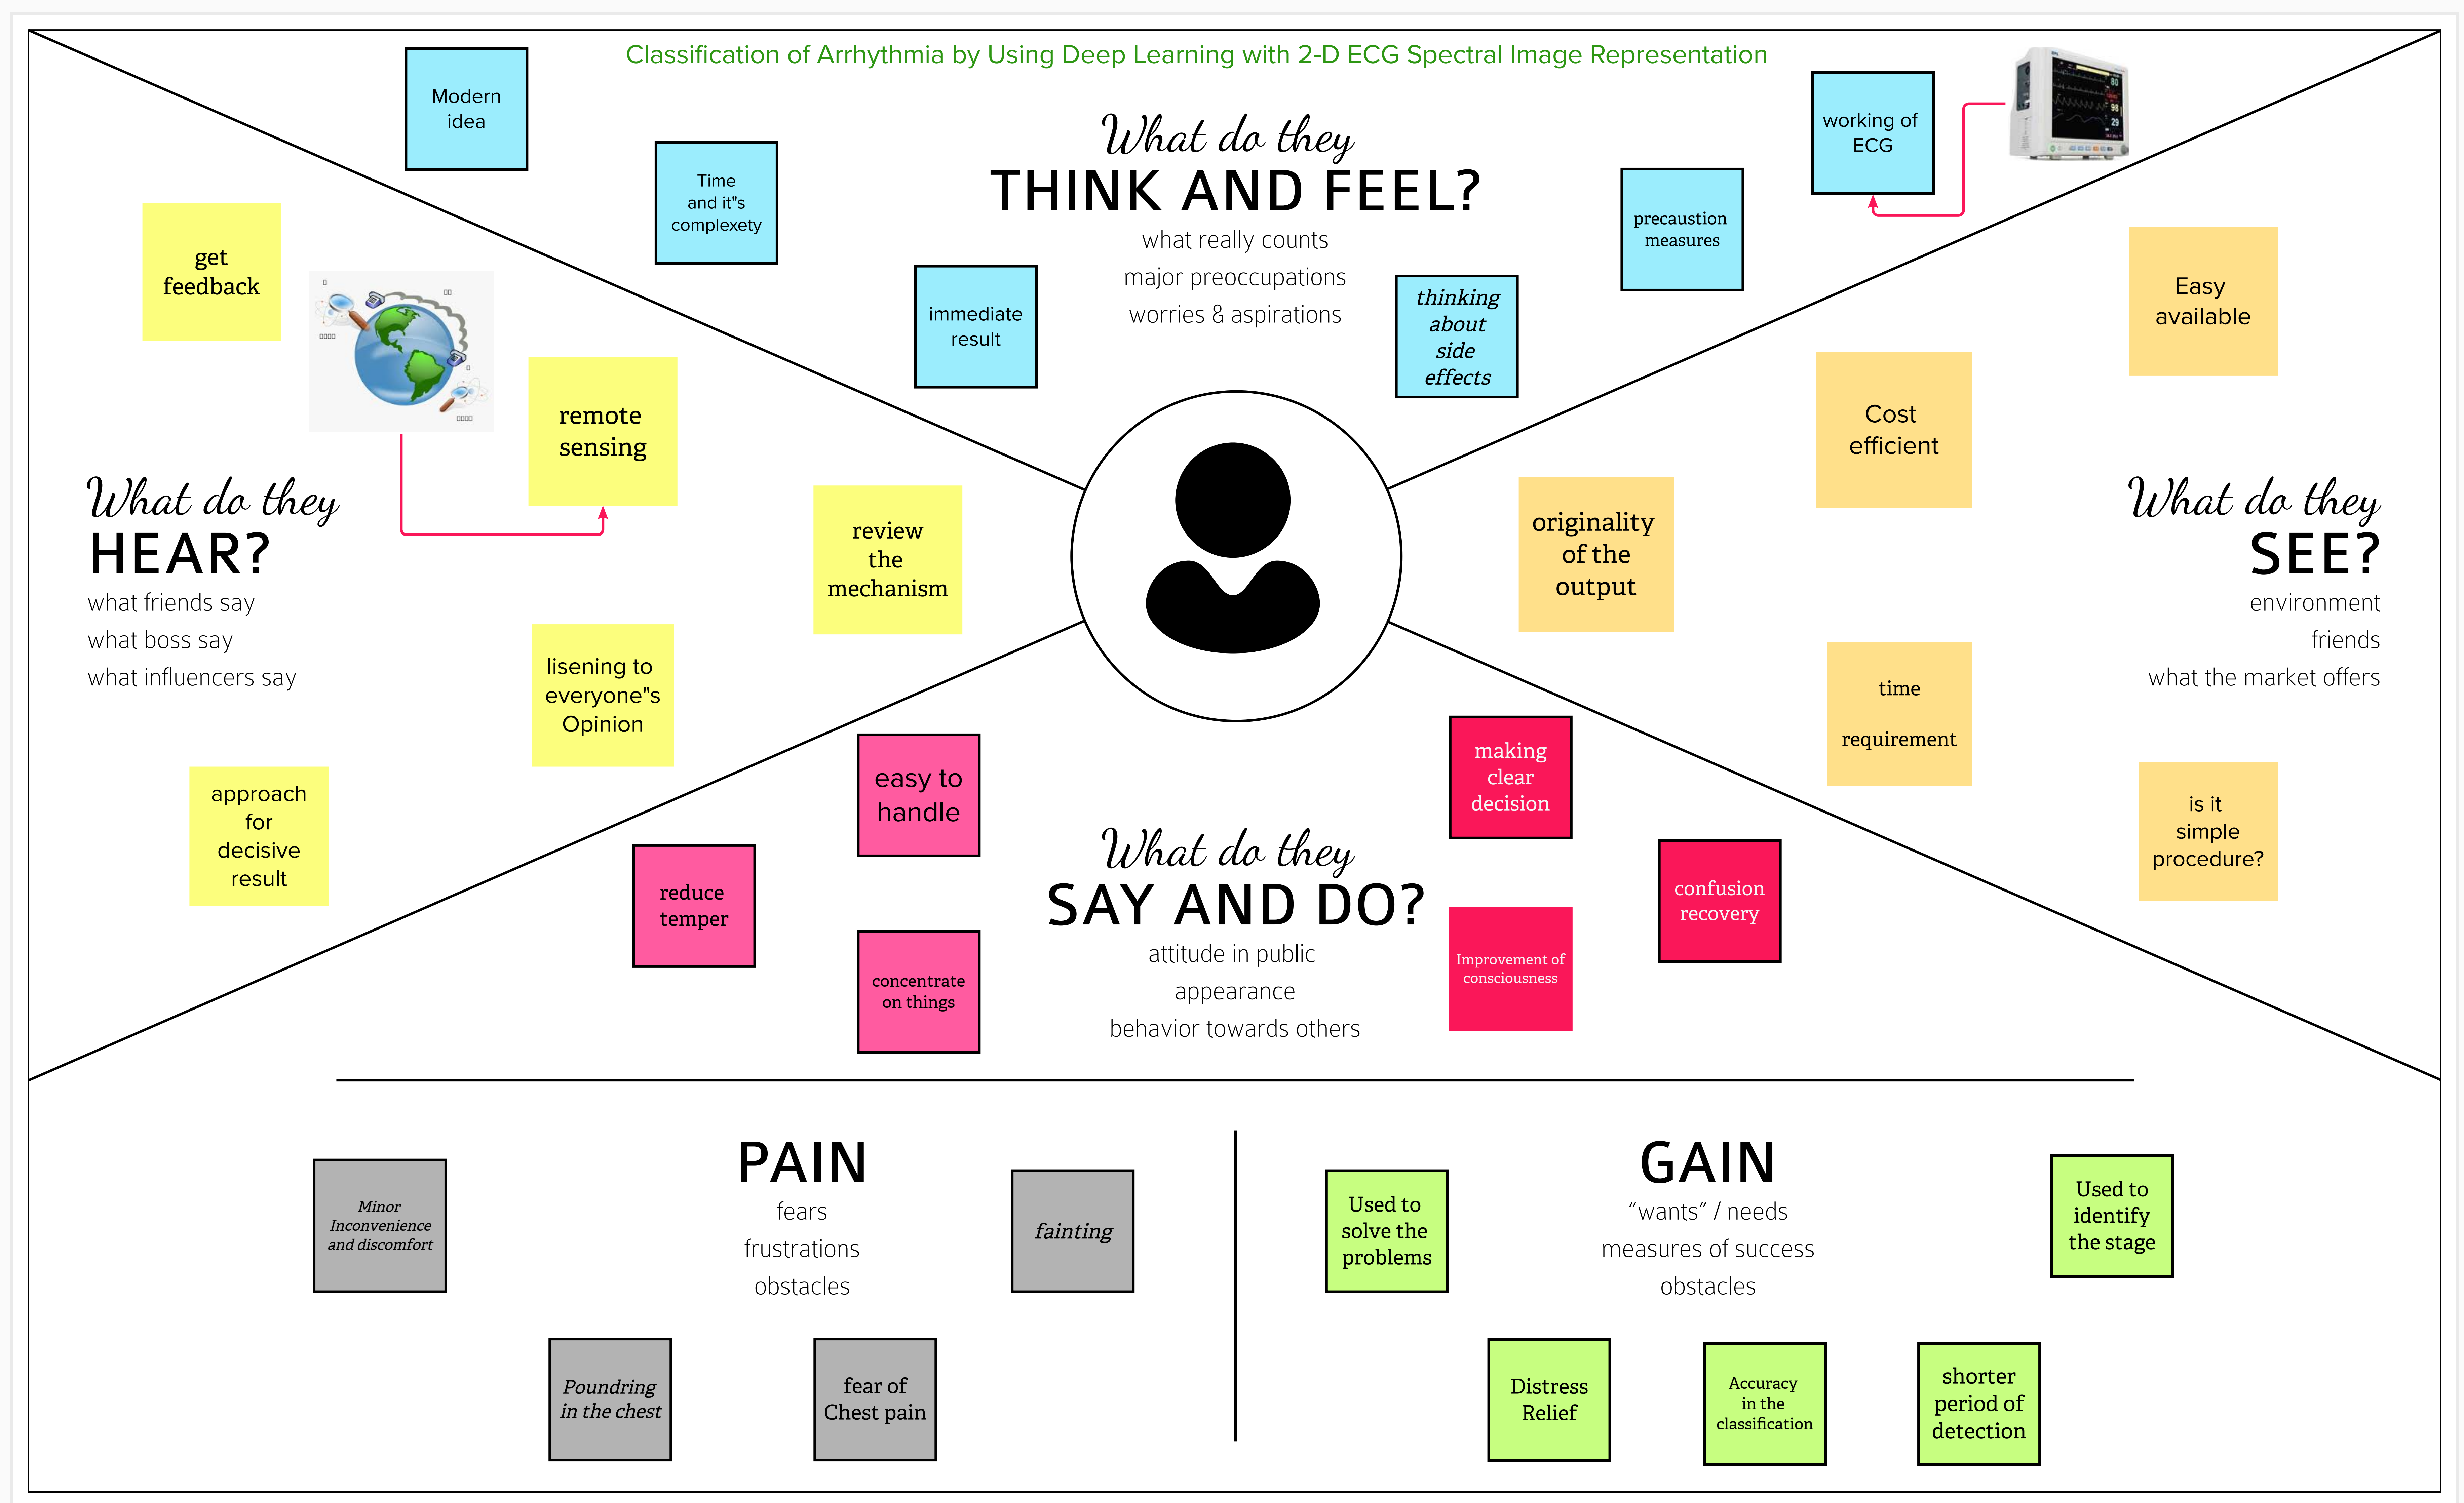 Classification of Arrhythmia by Using Deep Learning with 2-D ECG Spectral Image Representation
Modern
idea
Time
and it"s
complexety
immediate
result
What do they
THINK AND FEEL?
what really counts
major preoccupations
worries & aspirations
thinking
about
side
effects
precaustion
measures
working of
ECG
80
98
29
get
feedback
remote
sensing
review
the
mechanism
What do they
HEAR?
what friends say
what boss say
what influencers say
lisening to
everyone"s
Opinion
approach
for
decisive
result
Easy
available
Cost
efficient
originality
of the
output
What do they
SEE?
environment
friends
what the market offers
time
requirement
is it
simple
procedure?
easy to
handle
reduce
temper
concentrate
on things
What do they
SAY AND DO?
attitude in public
appearance
behavior towards others
making
clear
decision
confusion
recovery
Improvement of
consciousness
PAIN
fears
frustrations
obstacles
Minor
Inconvenience
and discomfort
fainting
Poundring
in the chest
fear of
Chest pain
GAIN
“wants” / needs
measures of success
obstacles
Used to
solve the
problems
Used to
identify
the stage
Distress
Relief
Accuracy
in the
classification
shorter
period of
detection